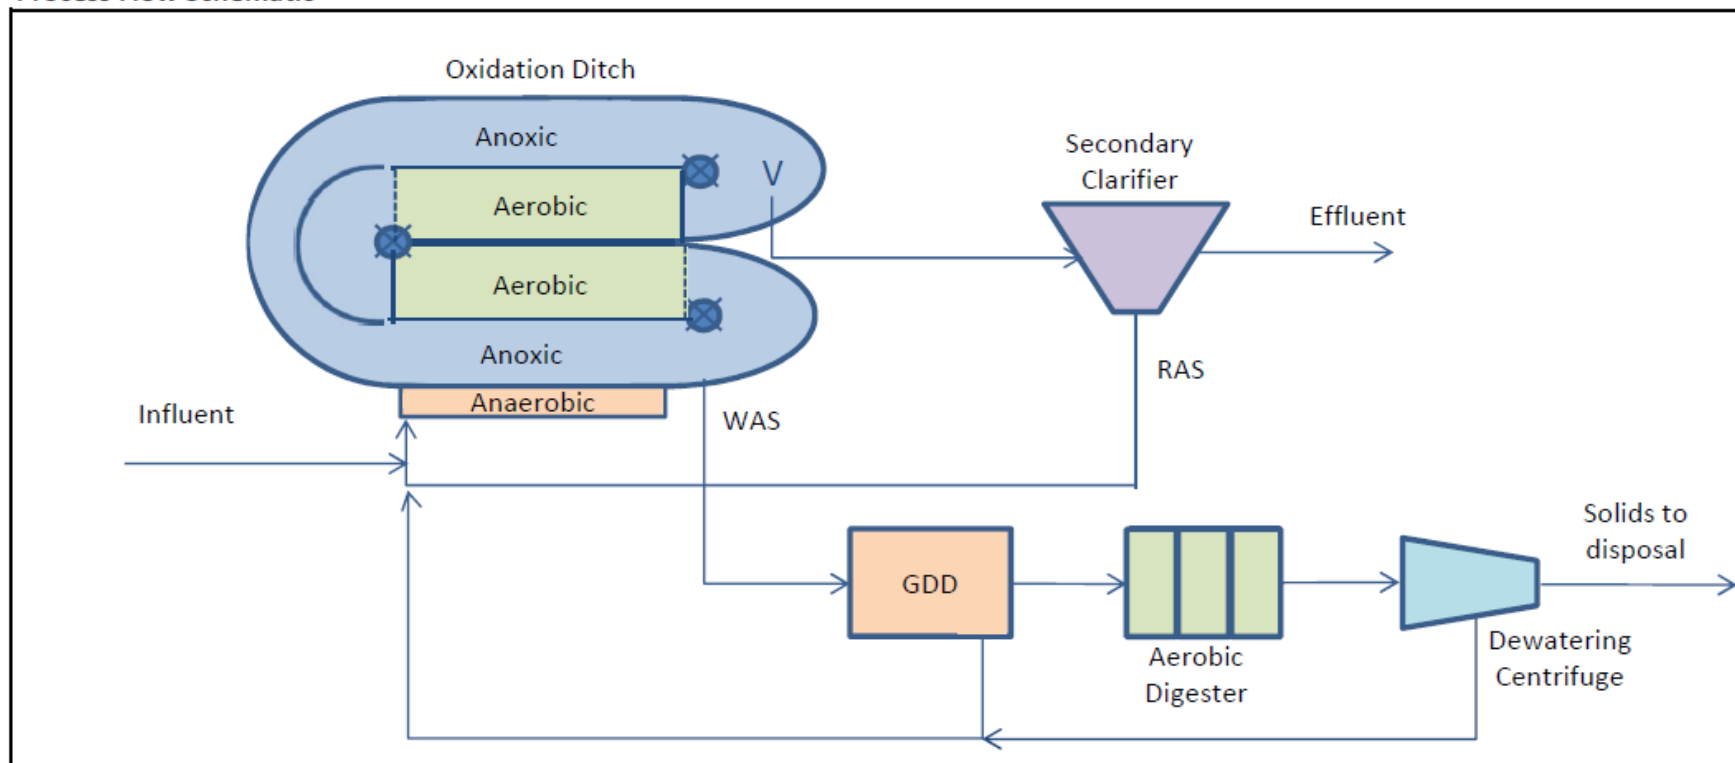 Oxidation Ditch
Anoxic
Secondary
Clarifier
V
Aerobic
Effluent
Aerobic
Anoxic
RAS
Anaerobic
Influent
WAS
Solids to
disposal
GDD
Aerobic
Digester
Dewatering
Centrifuge